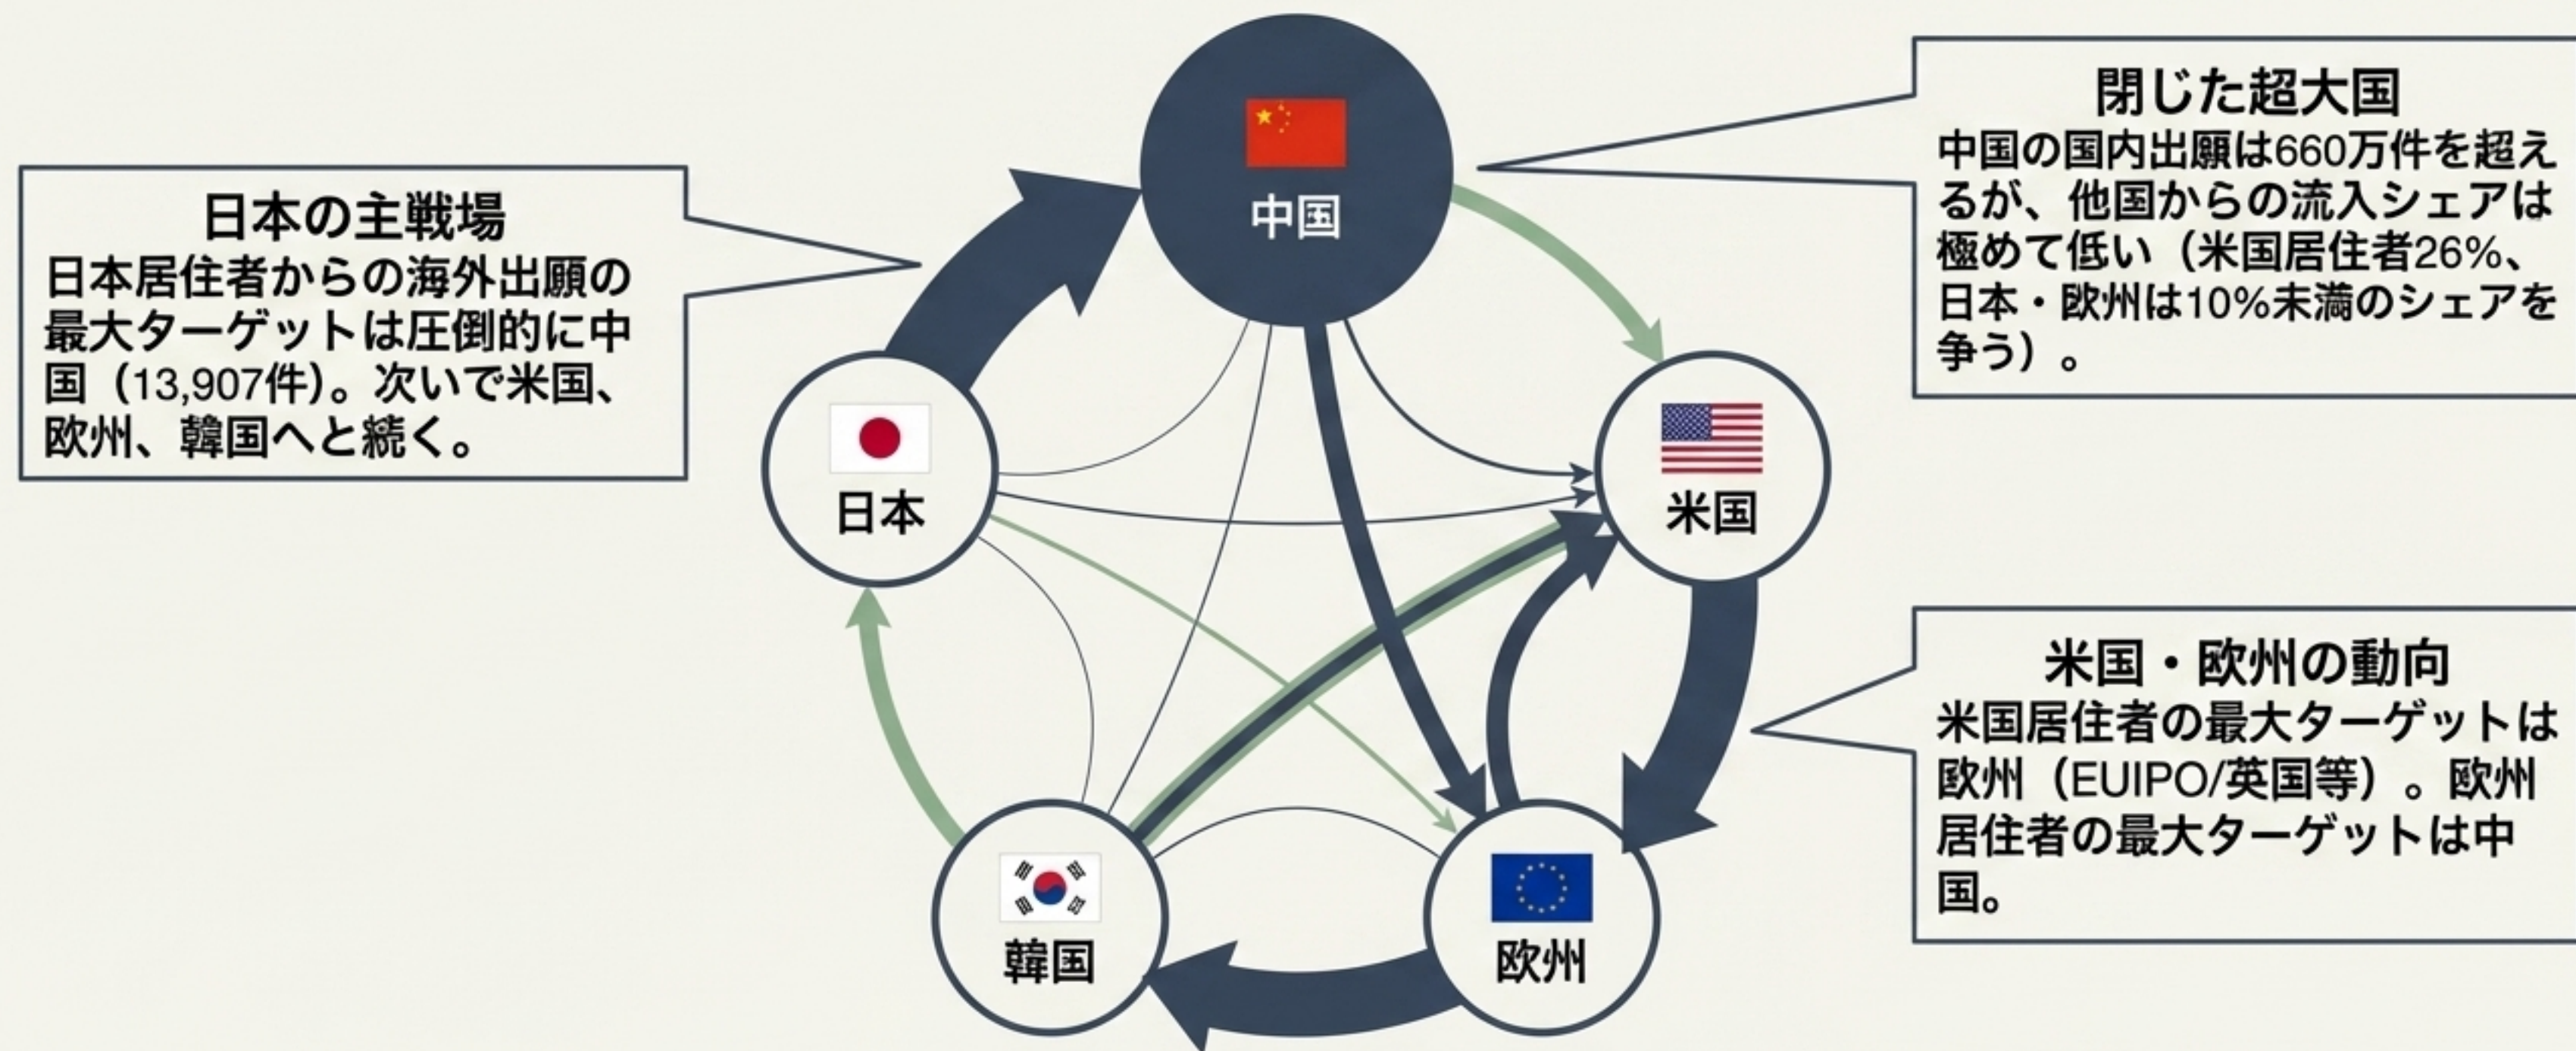 中国
閉じた超大国
中国の国内出願は660万件を超え
るが、他国からの流入シェアは
極めて低い（米国居住者26%、
日本・欧州は10%未満のシェアを
争う）。
日本の主戦場
日本居住者からの海外出願の
最大ターゲットは圧倒的に中
国（13,907件）。次いで米国、
欧州、韓国へと続く。
日本
米国
米国・欧州の動向
米国居住者の最大ターゲットは
欧州（EUIPO/英国等）。欧州
居住者の最大ターゲットは中
国。
韓国
欧州